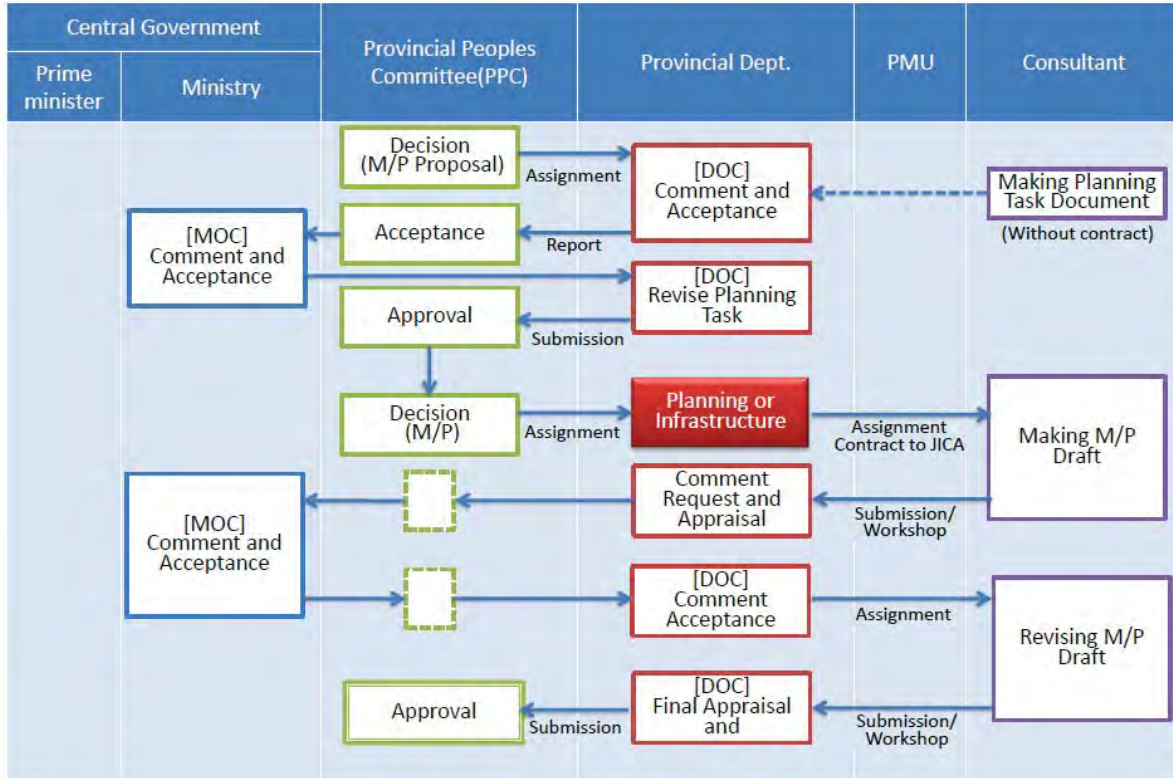 Central Government
Prime
minister
Ministry
Provincial Peoples
Committee(PPC)
Provincial Dept.
PMU
Consultant
Decision
(M/P Proposal)
Assignment
[DOC]
Comment and
Acceptance
Making Planning
Task Document
(Without contract)
[MOC]
Comment and
Acceptance
Acceptance
Report
[DOC]
Revise Planning
Task
Approval
Submission
Decision
(M/P)
Assignment
Planning or
Infrastructure
Assignment
Contract to JICA
Making M/P
Draft
[MOC]
Comment and
Acceptance
Comment
Request and
Appraisal
Submission/
Workshop
[DOC]
Comment
Acceptance
Assignment
Revising M/P
Draft
Approval
Submission
[DOC]
Final Appraisal
and
Submission/
Workshop